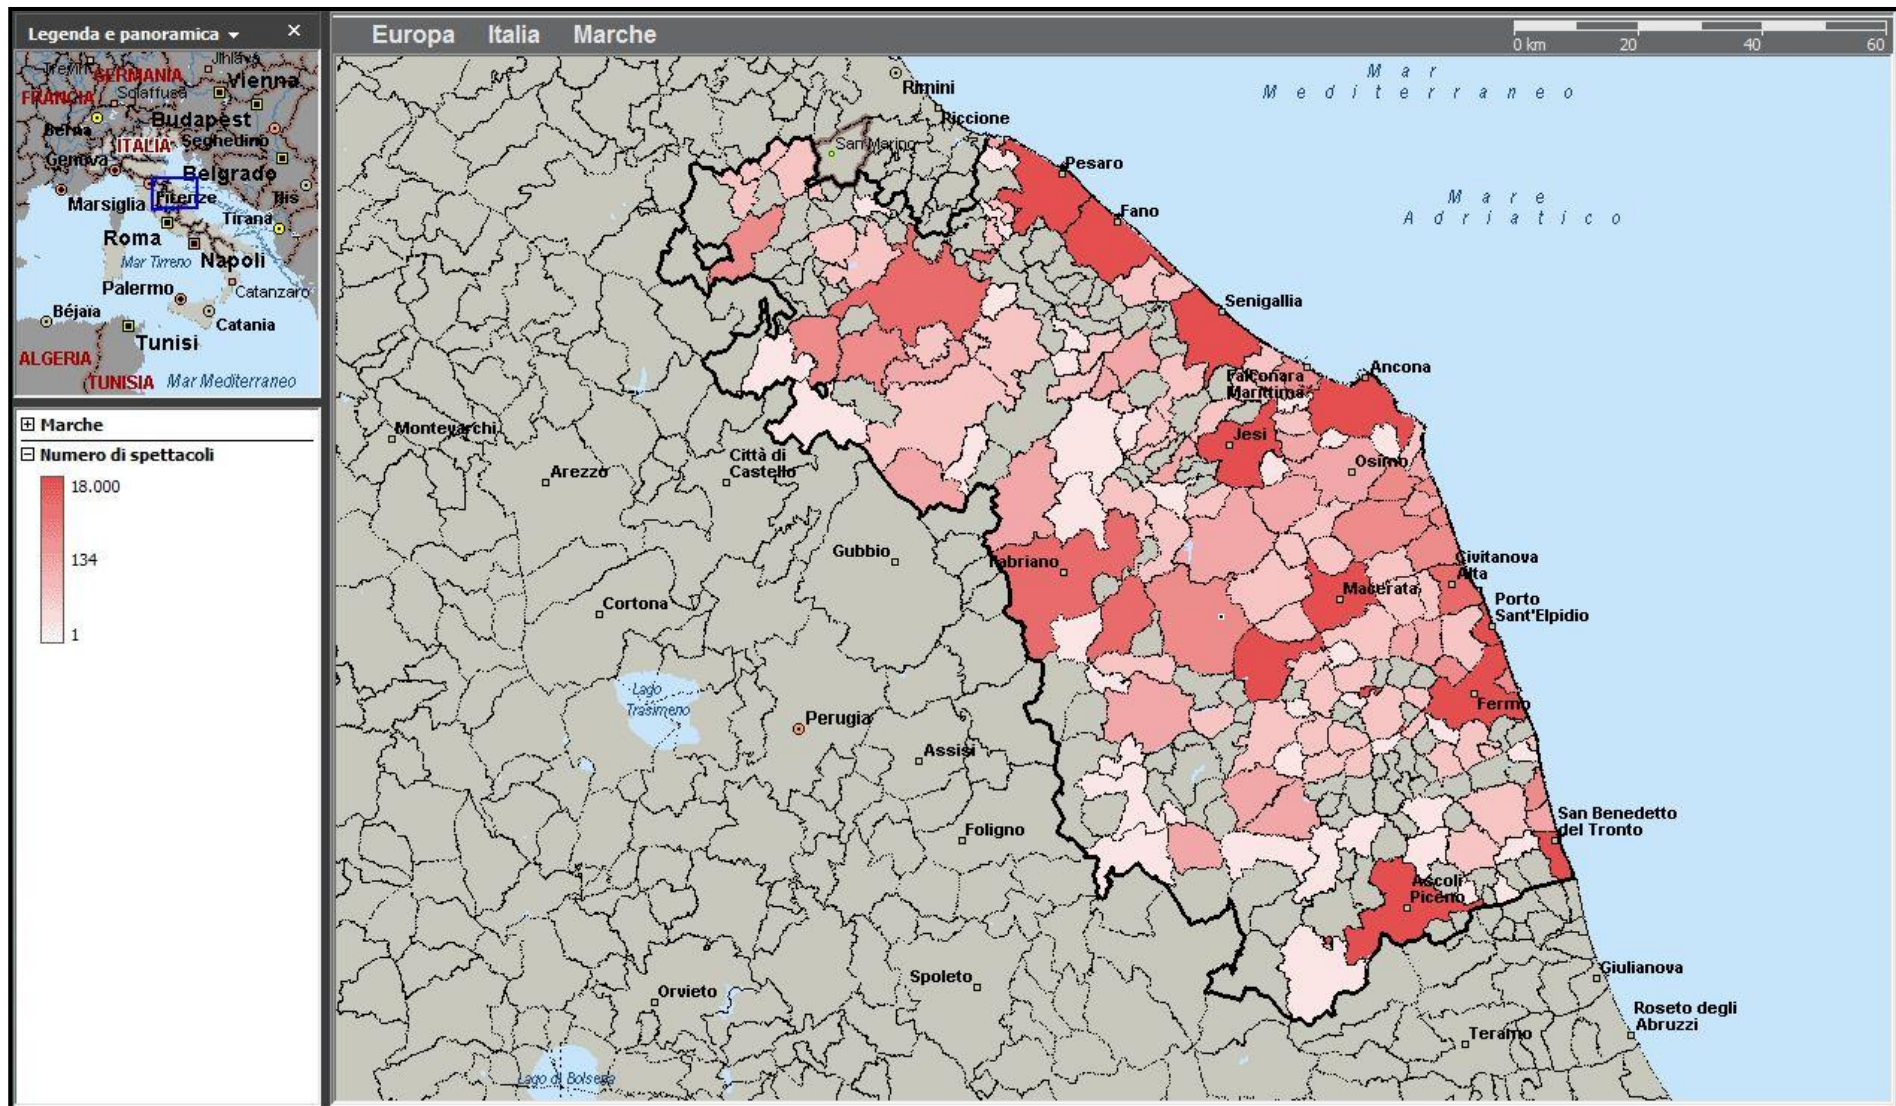 Legenda e panoramica
Europa Italia Marche
0 km 20 40 60
GERMANIA
Jihlava
Vienna
FRANCIA
Sciaffusa
Budapest
Berna
ITALIA
Seghedino
Genova
Belgrado
Marsiglia
Firenze
Nis
Tirana
Roma
Mar Tirreno
Napoli
Palermo
Catanzaro
Béjaïa
Catania
Tunisi
ALGERIA
TUNISIA
Mar Mediterraneo
Marche
Numero di spettacoli
18.000
134
1
Mar
Mediterraneo
Rimini
Riccione
San Marino
Pesaro
Mare
Adriatico
Fano
Senigallia
Ancona
Falconara
Marittima
Montevarchi
Jesi
Arezzo
Città di
Castello
Osimo
Gubbio
Fabriano
Civitanova
Alta
Macerata
Porto
Sant'Elpidio
Cortona
Lago
Trasimeno
Perugia
Fermo
Assisi
Foligno
San Benedetto
del Tronto
Ascoli
Piceno
Spoleto
Giulianova
Orvieto
Roseto degli
Abruzzi
Teramo
Lago di Bolsena